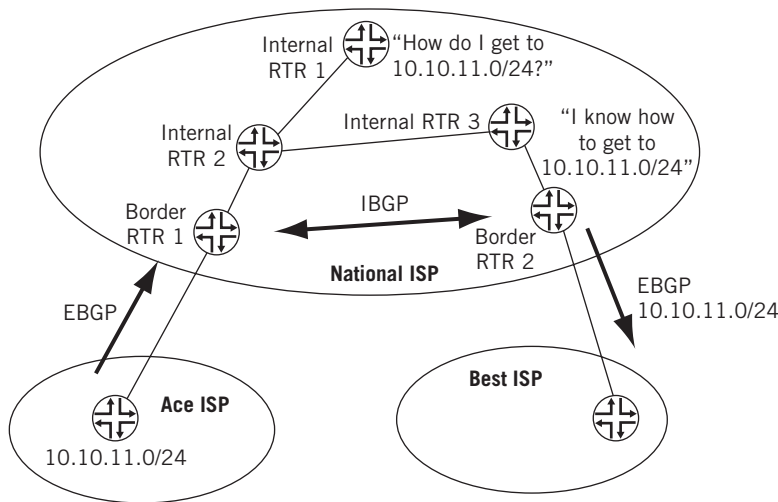 Internal
RTR 1
“How do I get to
10.10.11.0/24?”
Internal
RTR 2
Internal RTR 3
“I know how
to get to
10.10.11.0/24”
Border
RTR 1
IBGP
Border
RTR 2
National ISP
EBGP
EBGP
10.10.11.0/24
Ace ISP
10.10.11.0/24
Best ISP